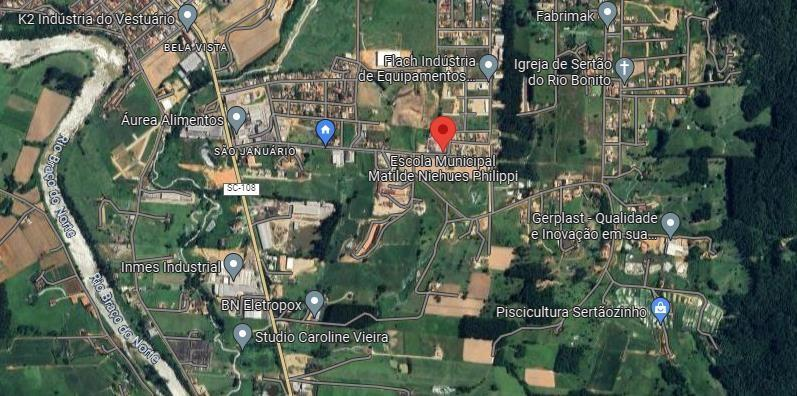 K2 Indústria do Vestuário
Fabrimak
BELA VISTA
Flach Indústria
de Equipamentos...
Igreja de Sertão
do Rio Bonito
Áurea Alimentos
SÃO JANUÁRIO
Escola Municipal
Matilde Niehues Philippi
Rio Braço do Norte
SC-108
Gerplast - Qualidade
e Inovação em sua...
Inmes Industrial
Rio Braço do Norte
BN Eletropox
Piscicultura Sertãozinho
Studio Caroline Vieira